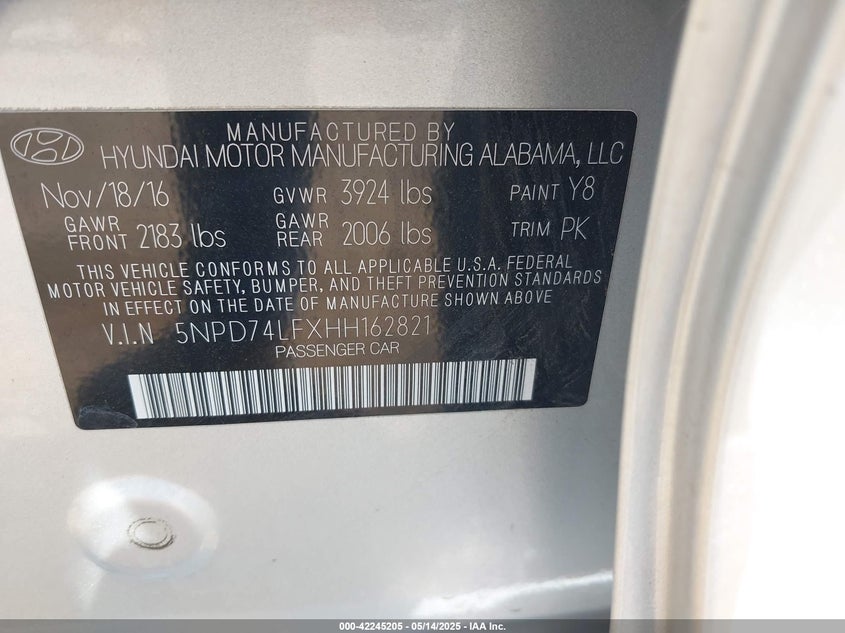 MANUFACTURED BY
HYUNDAI MOTOR MANUFACTURING ALABAMA, LLC
Nov/18/16 GVWR 3924 lbs PAINT Y8
GAWR FRONT 2183 lbs GAWR REAR 2006 lbs TRIM PK
THIS VEHICLE CONFORMS TO ALL APPLICABLE U.S.A. FEDERAL
MOTOR VEHICLE SAFETY, BUMPER, AND THEFT PREVENTION STANDARDS
IN EFFECT ON THE DATE OF MANUFACTURE SHOWN ABOVE.
V.I.N 5NPD74LFXHH162821
PASSENGER CAR
000-42245205 - 05/14/2025 - IAA Inc.